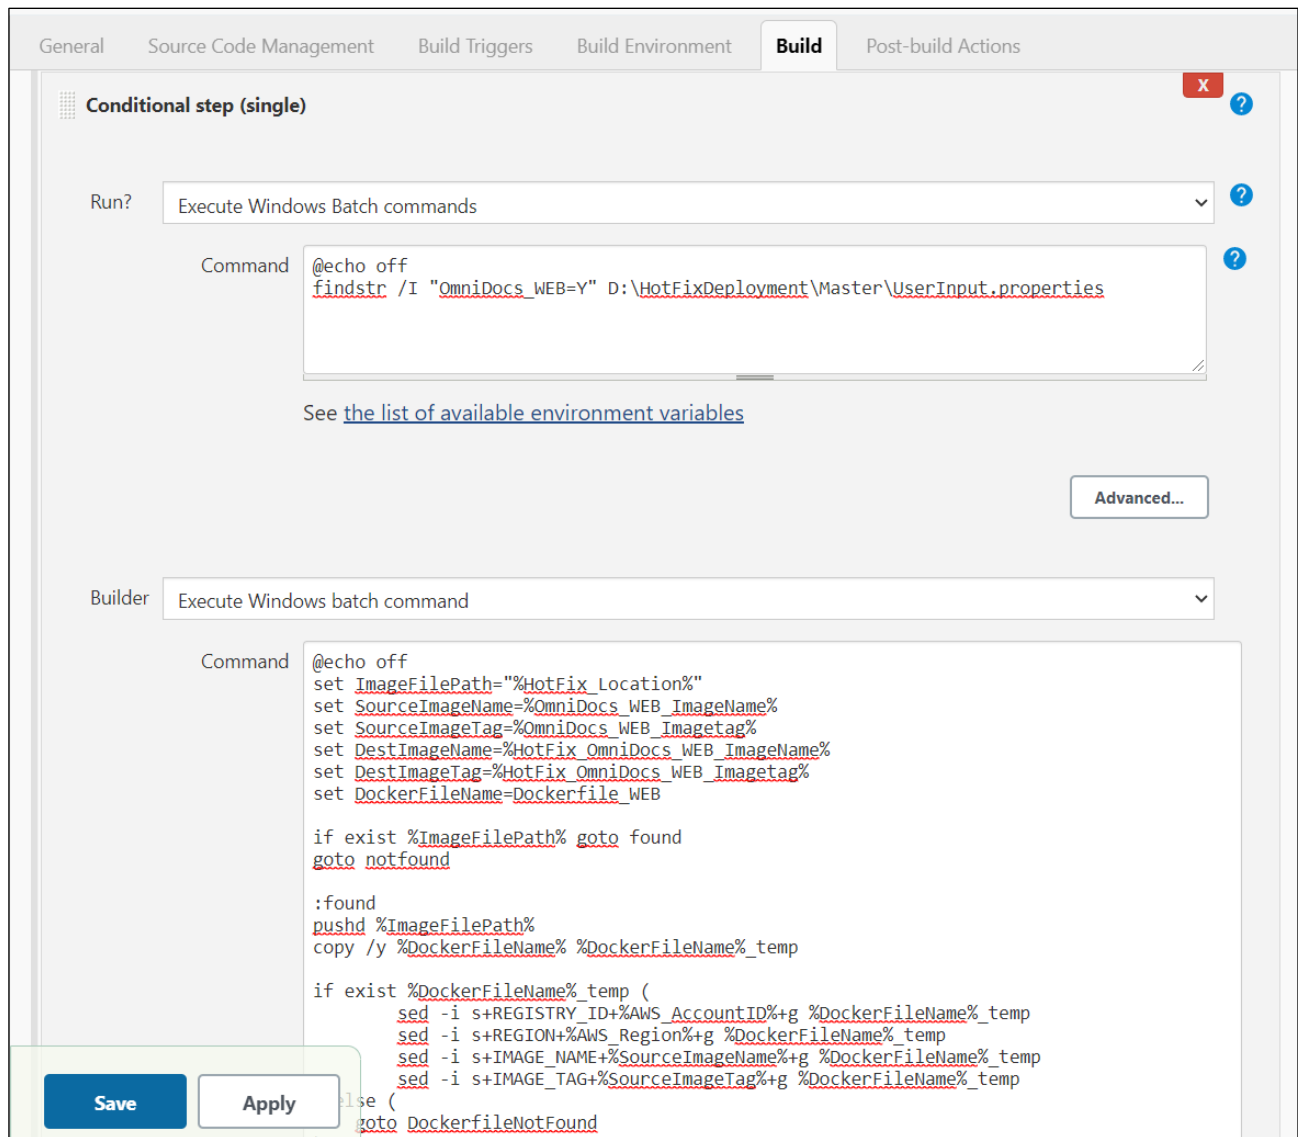 General Source Code Management Build Triggers Build Environment Build Post-build Actions
X
Conditional step (single) ?
Run? Execute Windows Batch commands ?
Command @echo off ?
findstr /I "OmniDocs_WEB=Y" D:\HotFixDeployment\Master\UserInput.properties
See the list of available environment variables
Advanced...
Builder Execute Windows batch command
Command @echo off
set ImageFilePath="%HotFix_Location%"
set SourceImageName=%OmniDocs_WEB_ImageName%
set SourceImageTag=%OmniDocs_WEB_Imagetag%
set DestImageName=%HotFix_OmniDocs_WEB_ImageName%
set DestImageTag=%HotFix_OmniDocs_WEB_Imagetag%
set DockerFileName=Dockerfile_WEB
if exist %ImageFilePath% goto found
goto notfound
:found
pushd %ImageFilePath%
copy /y %DockerFileName% %DockerFileName%_temp
if exist %DockerFileName%_temp (
sed -i s+REGISTRY_ID+%AWS_AccountID%+g %DockerFileName%_temp
sed -i s+REGION+%AWS_Region%+g %DockerFileName%_temp
sed -i s+IMAGE_NAME+%SourceImageName%+g %DockerFileName%_temp
sed -i s+IMAGE_TAG+%SourceImageTag%+g %DockerFileName%_temp
else (
goto DockerfileNotFound
Save Apply